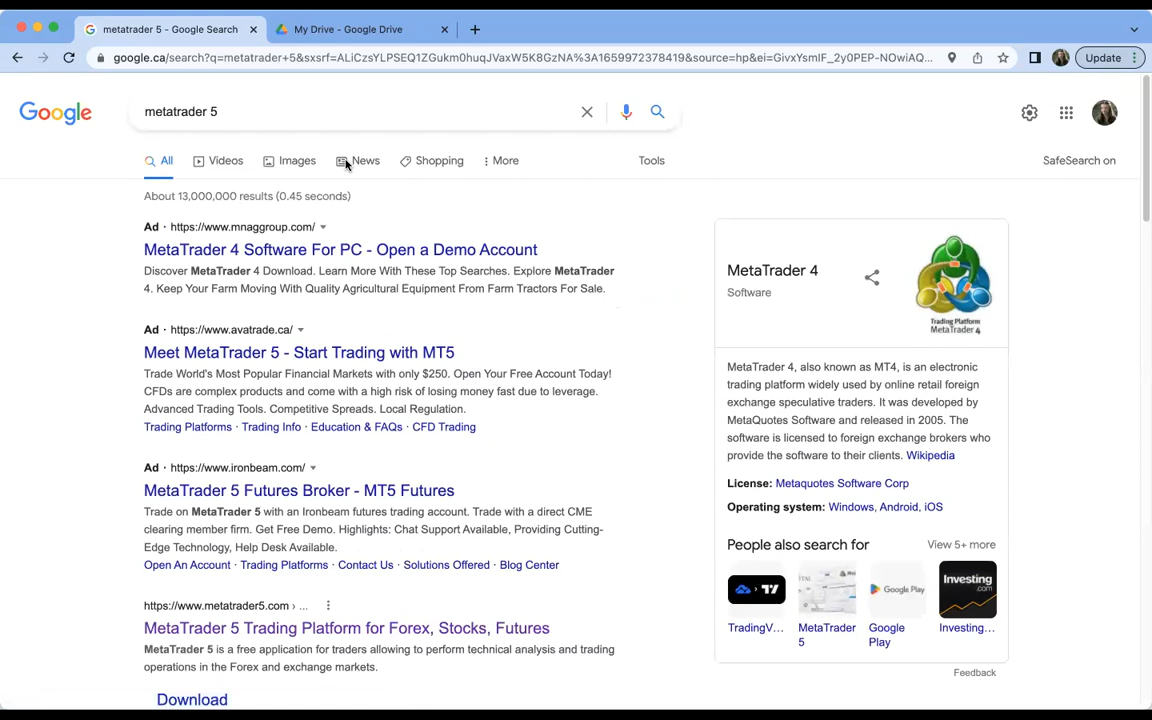 metatrader 5 - Google Search
My Drive - Google Drive
google.ca/search?q=metatrader+5&sxsrf=ALiCzsYLPSEQ1ZGukm0huqJVaxW5K8GzNA%3A1659972378419&source=hp&ei=GivxYsmIF_2y0PEP-NOwiAQ...
Update
Google
metatrader 5
All
Videos
Images
News
Shopping
More
Tools
SafeSearch on
About 13,000,000 results (0.45 seconds)
Ad · https://www.mnaggroup.com/
MetaTrader 4 Software For PC - Open a Demo Account
Discover MetaTrader 4 Download. Learn More With These Top Searches. Explore MetaTrader
4. Keep Your Farm Moving With Quality Agricultural Equipment From Farm Tractors For Sale.
Ad · https://www.avatrade.ca/
Meet MetaTrader 5 - Start Trading with MT5
Trade World's Most Popular Financial Markets with only $250. Open Your Free Account Today!
CFDs are complex products and come with a high risk of losing money fast due to leverage.
Advanced Trading Tools. Competitive Spreads. Local Regulation.
Trading Platforms · Trading Info · Education & FAQs · CFD Trading
Ad · https://www.ironbeam.com/
MetaTrader 5 Futures Broker - MT5 Futures
Trade on MetaTrader 5 with an Ironbeam futures trading account. Trade with a direct CME
clearing member firm. Get Free Demo. Highlights: Chat Support Available, Providing Cutting-
Edge Technology, Help Desk Available.
Open An Account · Trading Platforms · Contact Us · Solutions Offered · Blog Center
https://www.metatrader5.com › ...
MetaTrader 5 Trading Platform for Forex, Stocks, Futures
MetaTrader 5 is a free application for traders allowing to perform technical analysis and trading
operations in the Forex and exchange markets.
Download
MetaTrader 4
Software
Trading Platform
MetaTrader 4
MetaTrader 4, also known as MT4, is an electronic
trading platform widely used by online retail foreign
exchange speculative traders. It was developed by
MetaQuotes Software and released in 2005. The
software is licensed to foreign exchange brokers who
provide the software to their clients. Wikipedia
License: Metaquotes Software Corp
Operating system: Windows, Android, iOS
People also search for
View 5+ more
Google Play
Investing
.com
TradingV...
MetaTrader
5
Google
Play
Investing...
Feedback